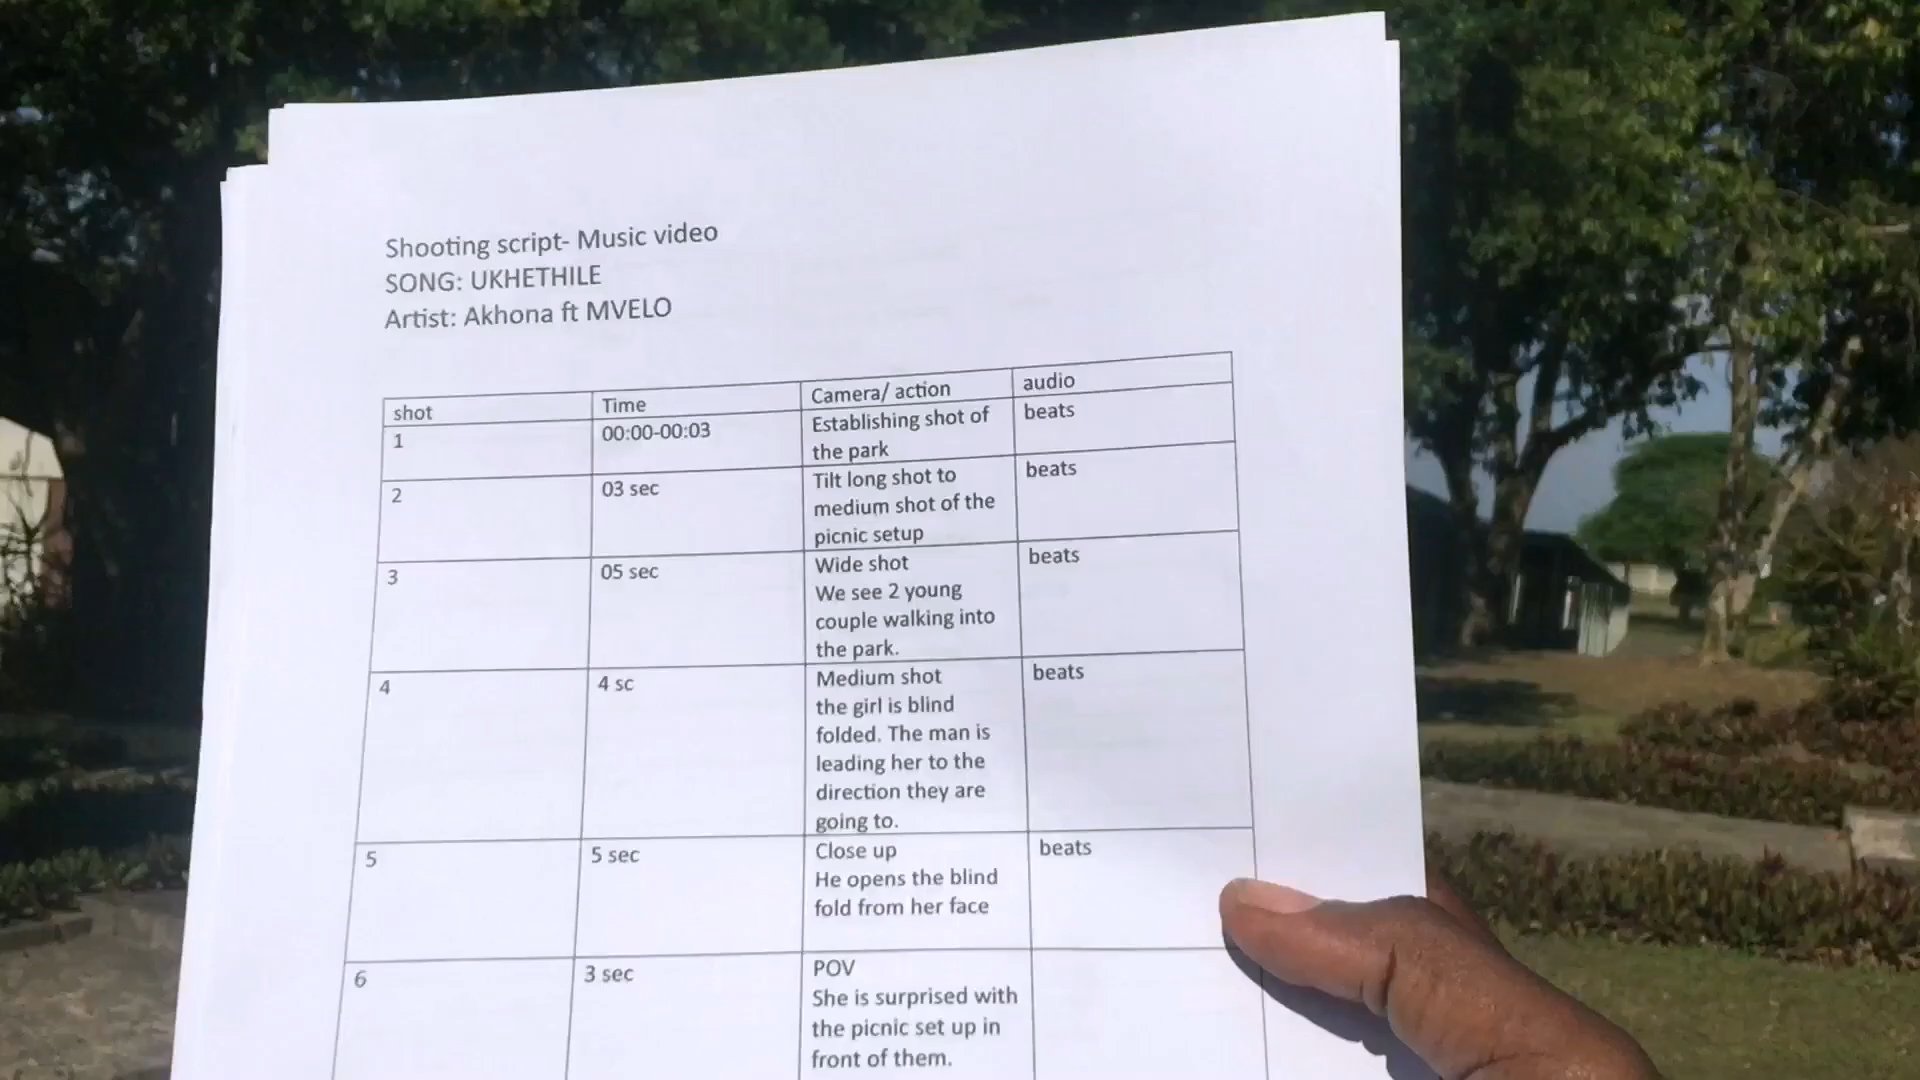 Shooting script- Music video
SONG: UKHETHILE
Artist: Akhona ft MVELO
shot Time Camera/ action audio
1 00:00-00:03 Establishing shot of beats
the park
2 03 sec Tilt long shot to beats
medium shot of the
picnic setup
3 05 sec Wide shot beats
We see 2 young
couple walking into
the park.
4 4 sc Medium shot beats
the girl is blind
folded. The man is
leading her to the
direction they are
going to.
5 5 sec Close up beats
He opens the blind
fold from her face
6 3 sec POV
She is surprised with
the picnic set up in
front of them.